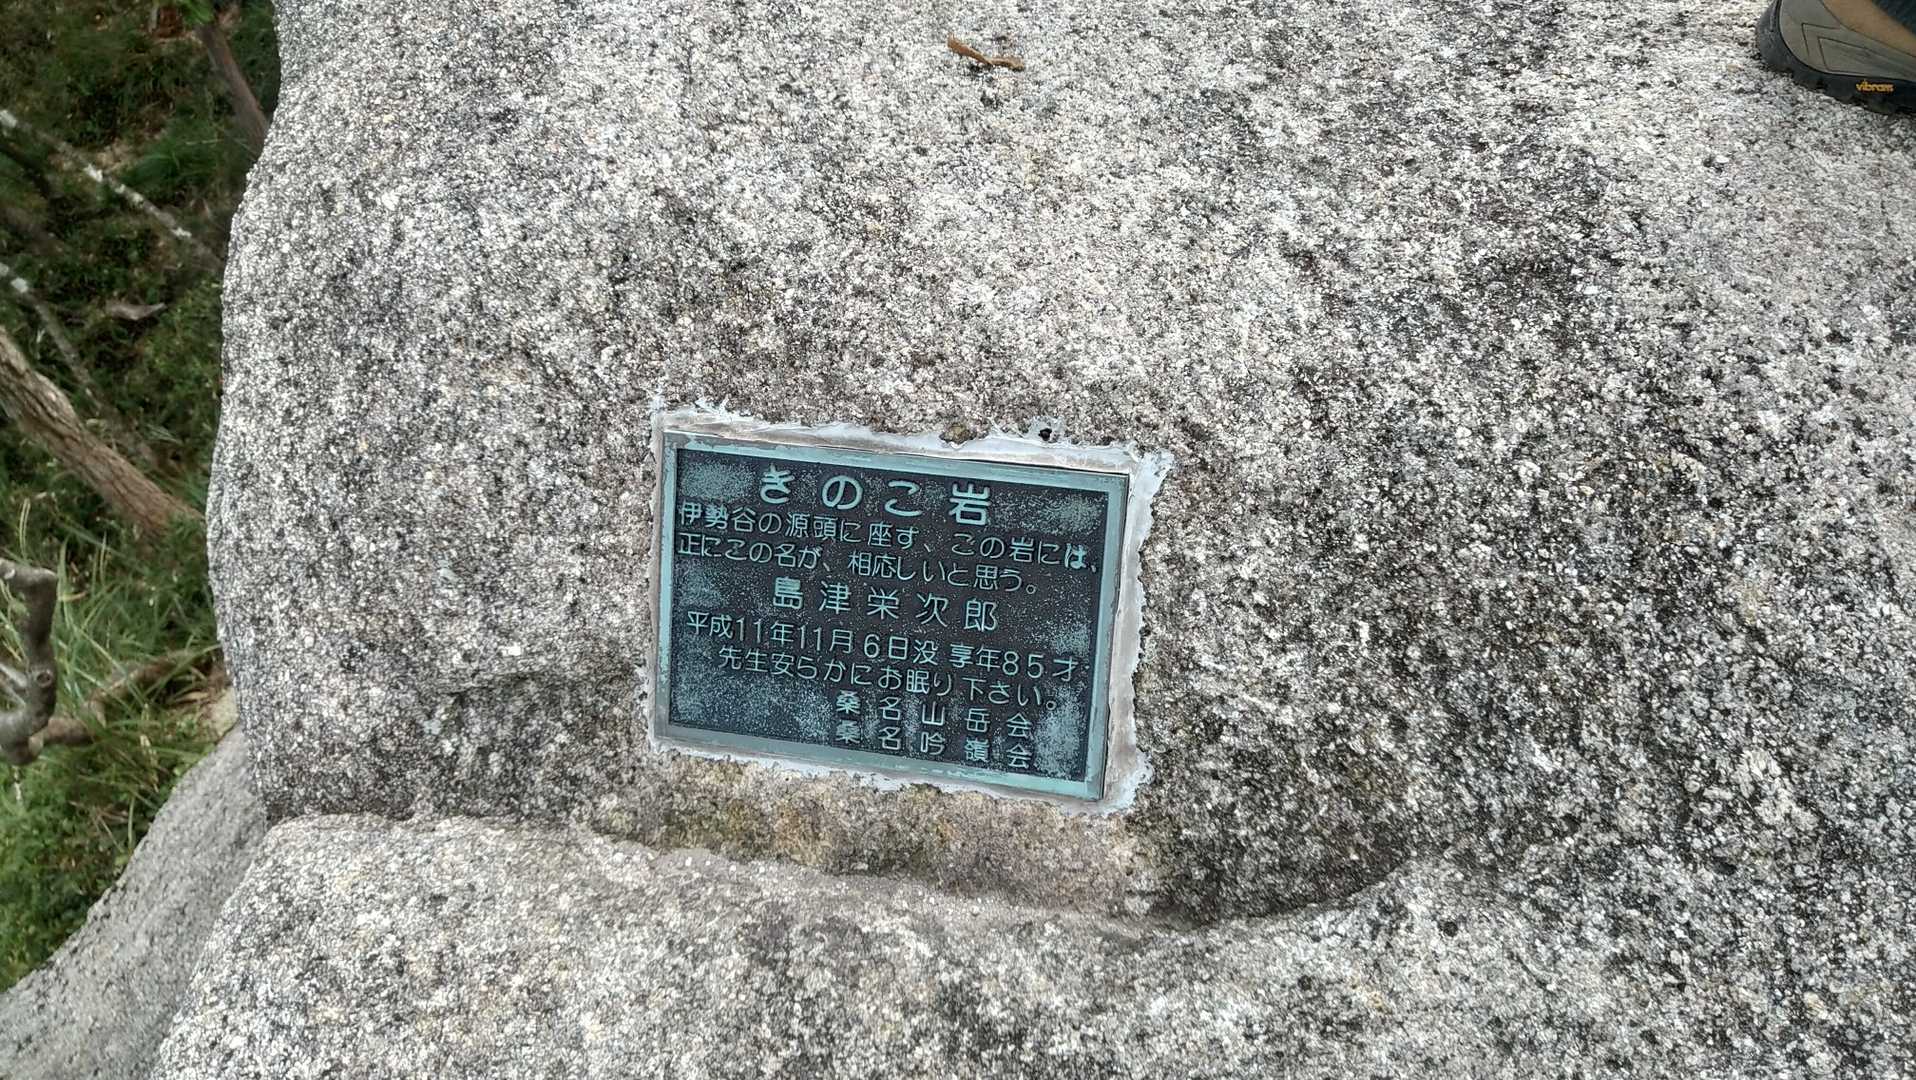 きのこ岩
伊勢谷の源頭に座す、この岩には、
正にこの名が、相応しいと思う。
島津栄次郎
平成11年11月6日没 享年85才
先生安らかにお眠り下さい。
桑名山岳会
桑名吟嶺会
vibram